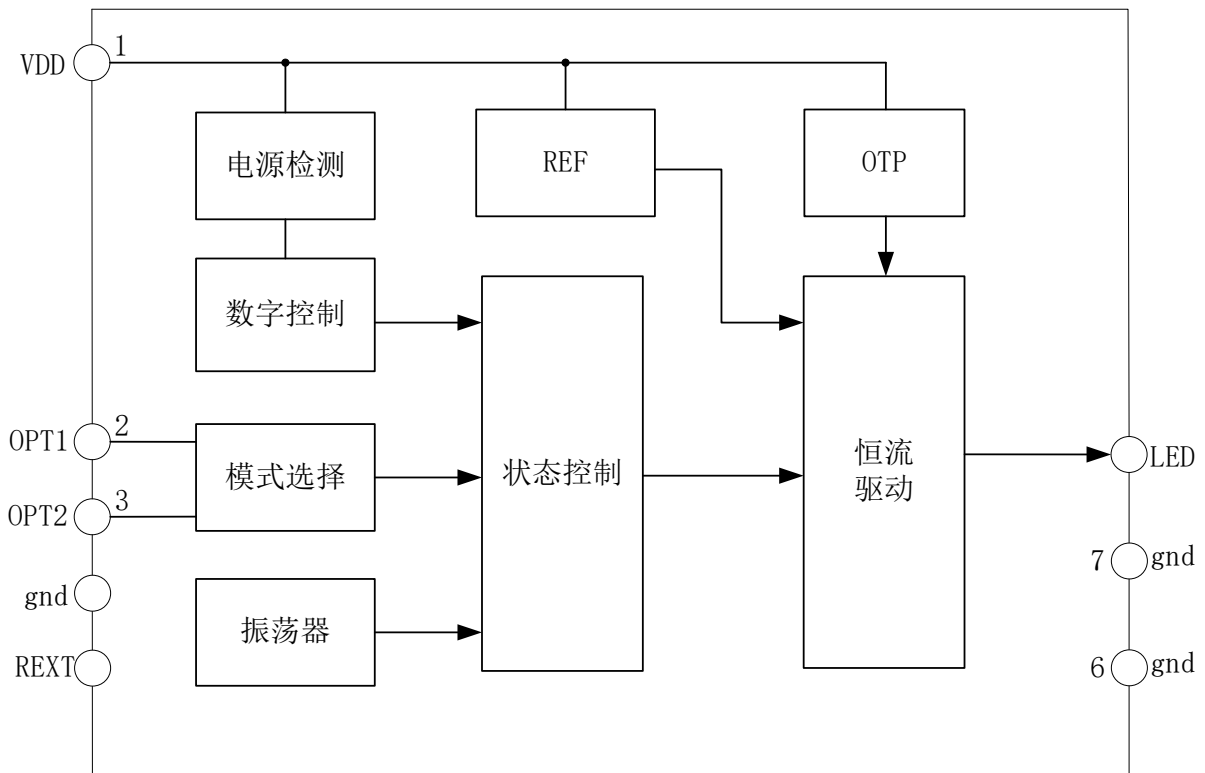 VDD
1
电源检测
REF
OTP
数字控制
OPT1
2
模式选择
OPT2
3
状态控制
恒流
驱动
LED
7
gnd
gnd
振荡器
REXT
6
gnd